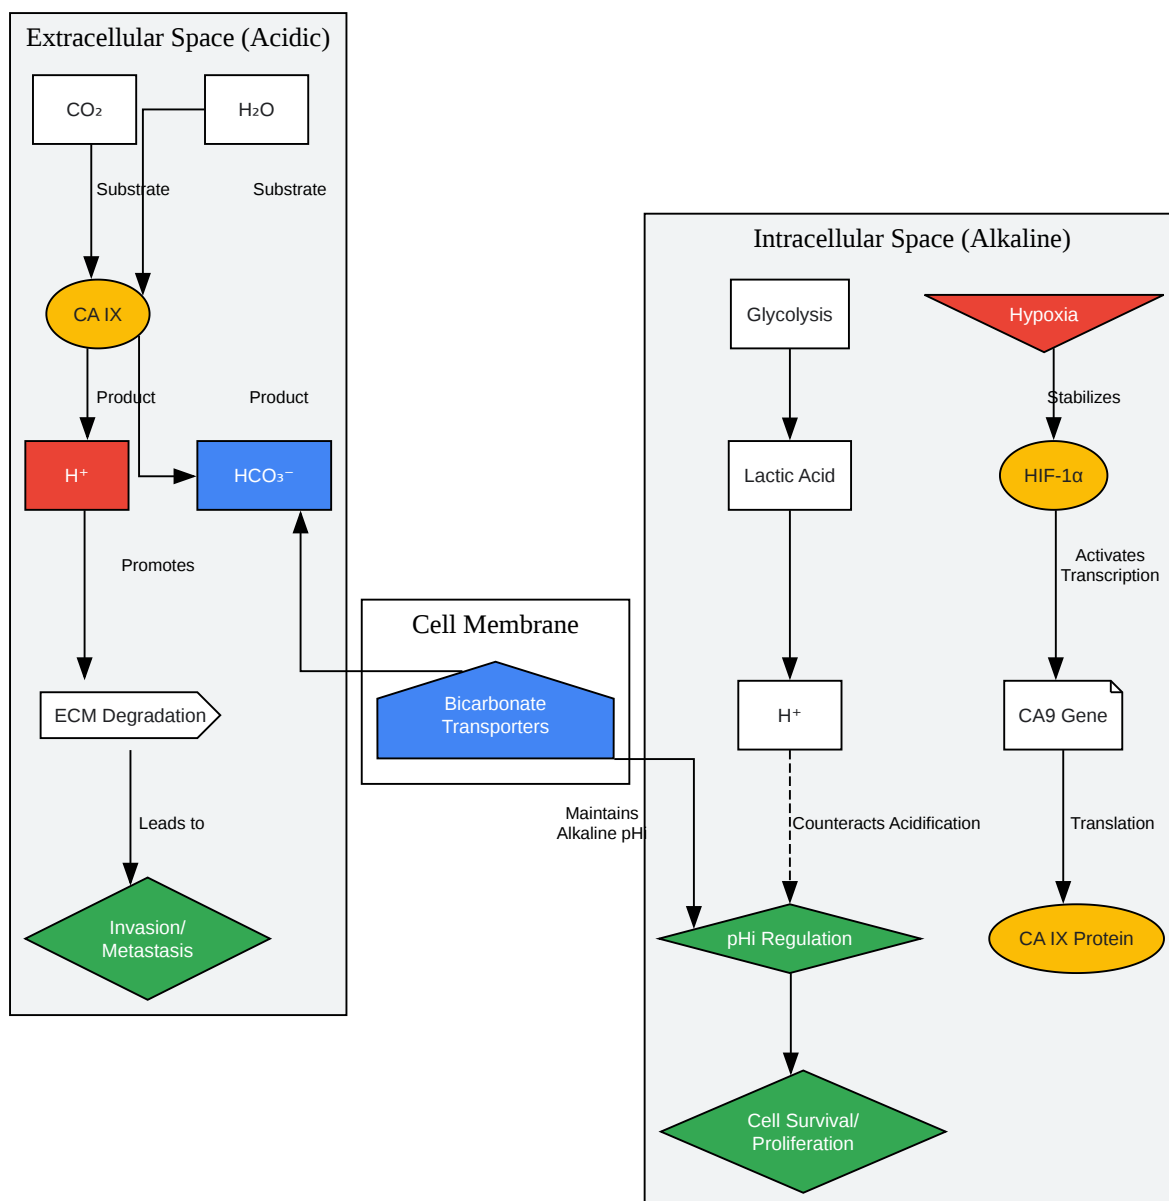 Extracellular Space (Acidic)
CO₂
H₂O
Substrate
Substrate
CA IX
Product
Product
H⁺
HCO₃⁻
Promotes
ECM Degradation
Leads to
Invasion/
Metastasis
Cell Membrane
Bicarbonate
Transporters
Maintains
Alkaline pHi
Intracellular Space (Alkaline)
Glycolysis
Hypoxia
Stabilizes
Lactic Acid
HIF-1α
Activates
Transcription
H⁺
CA9 Gene
Counteracts Acidification
Translation
pHi Regulation
CA IX Protein
Cell Survival/
Proliferation